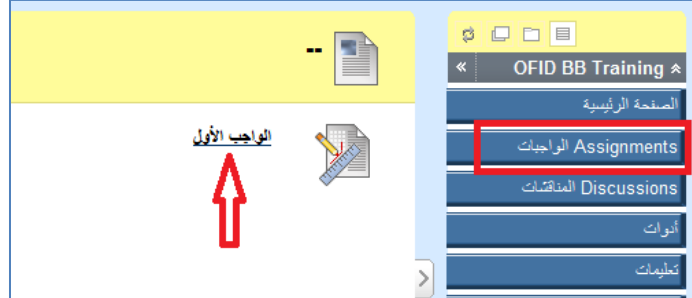 OFID BB Training
الصفحة الرئيسية
Assignments الواجبات
Discussions المناقشات
أدوات
تعليمات
--
الواجب الأول